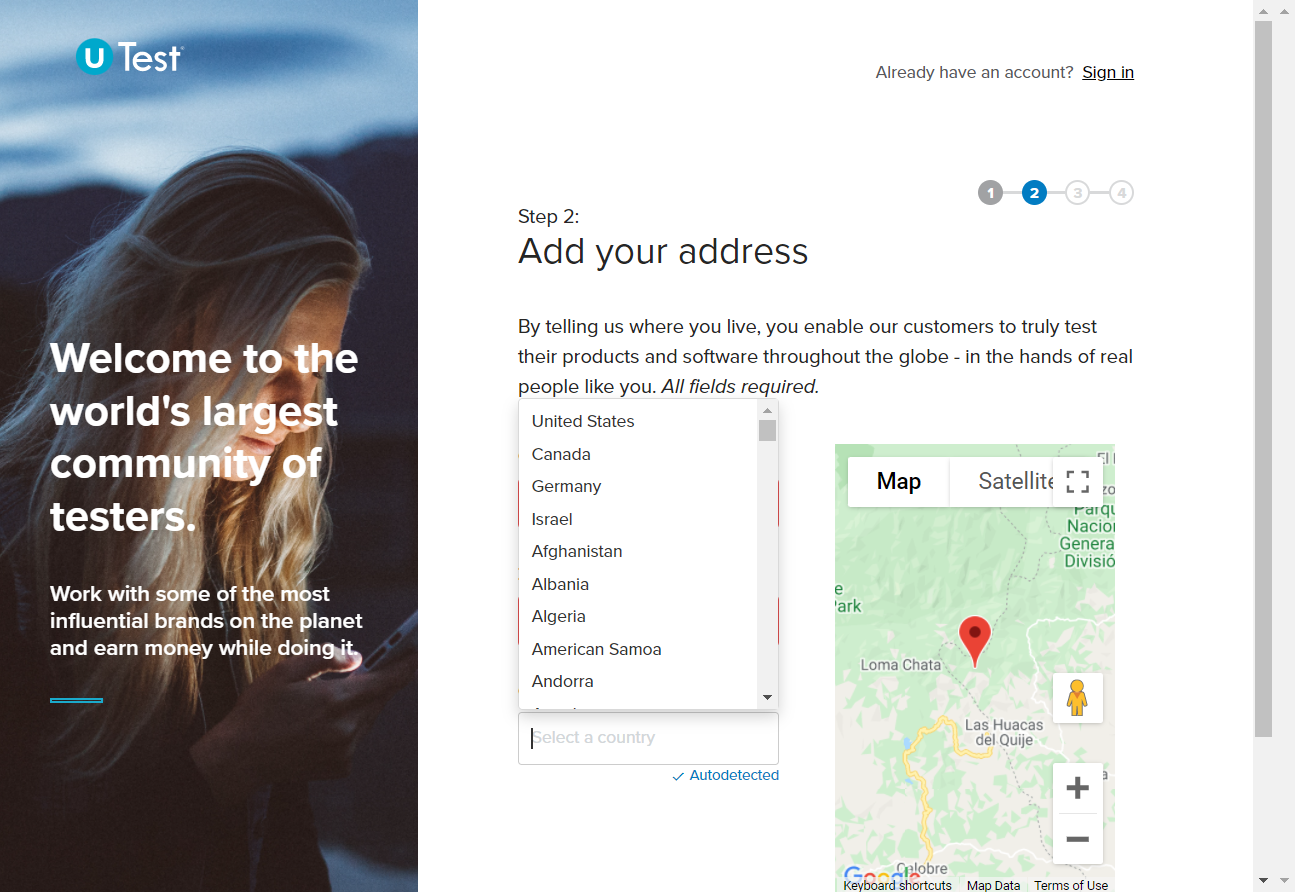 U Test
Already have an account? Sign in
1 2 3 4
Step 2:
Add your address
By telling us where you live, you enable our customers to truly test
their products and software throughout the globe - in the hands of real
people like you. All fields required.
Welcome to the
world's largest
community of
testers.
Work with some of the most
influential brands on the planet
and earn money while doing it.
United States
Canada
Germany
Israel
Afghanistan
Albania
Algeria
American Samoa
Andorra
Select a country
Autodetected
Map
Satellite
El
Parqu
Nacion
Genera
División
Loma Chata
Las Huacas
del Quije
Calobre
Google
Keyboard shortcuts
Map Data
Terms of Use